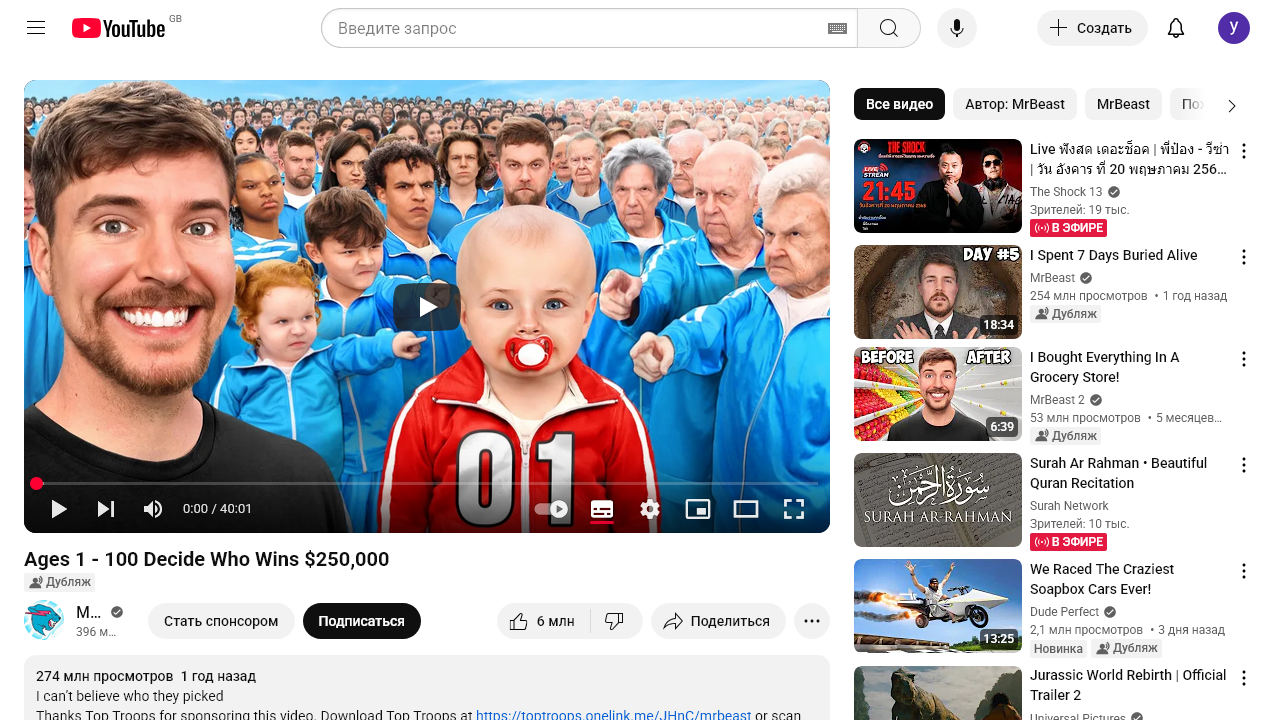 YouTube GB
Введите запрос
Создать
У
01
0:00 / 40:01
Ages 1 - 100 Decide Who Wins $250,000
Дубляж
M…
396 м…
Стать спонсором
Подписаться
6 млн
Поделиться
274 млн просмотров 1 год назад
I can’t believe who they picked
Thanks Top Troops for sponsoring this video. Download Top Troops at https://toptroops.onelink.me/JHnC/mrbeast or scan
Все видео
Автор: MrBeast
MrBeast
THE SHOCK
LIVE
STREAM
21:45
Live ฟังสด เดอะช็อค | พี่ป๋อง - วีซ่า
| วัน อังคาร ที่ 20 พฤษภาคม 256…
The Shock 13
Зрителей: 19 тыс.
В ЭФИРЕ
DAY #5
18:34
I Spent 7 Days Buried Alive
MrBeast
254 млн просмотров • 1 год назад
Дубляж
BEFORE AFTER
6:39
I Bought Everything In A
Grocery Store!
MrBeast 2
53 млн просмотров • 5 месяцев…
Дубляж
سورة الرحمن
SURAH AR-RAHMAN
Surah Ar Rahman • Beautiful
Quran Recitation
Surah Network
Зрителей: 10 тыс.
В ЭФИРЕ
13:25
We Raced The Craziest
Soapbox Cars Ever!
Dude Perfect
2,1 млн просмотров • 3 дня назад
Новинка
Дубляж
Jurassic World Rebirth | Official
Trailer 2
Universal Pictures